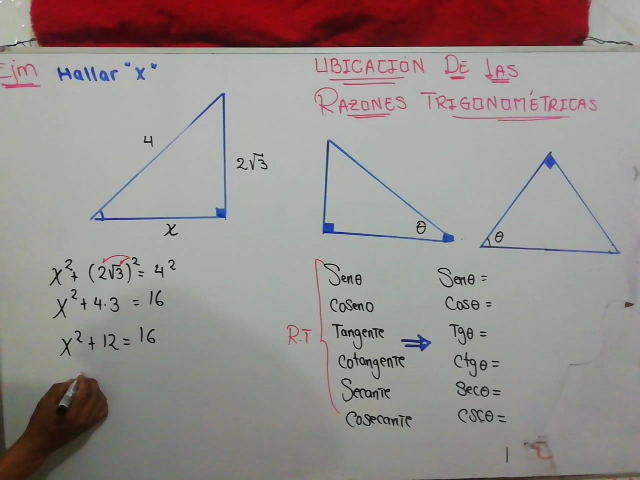 Ejm Hallar "x"
4
2√3
x
x² + (2√3)² = 4²
x² + 4.3 = 16
x² + 12 = 16
UBICACIÓN DE LAS
RAZONES TRIGONOMÉTRICAS
θ
θ
R.T
Senθ
Coseno
Tangente
Cotangente
Secante
Cosecante
⇒
Senθ =
Cosθ =
Tgθ =
Ctgθ =
Secθ =
Cscθ =